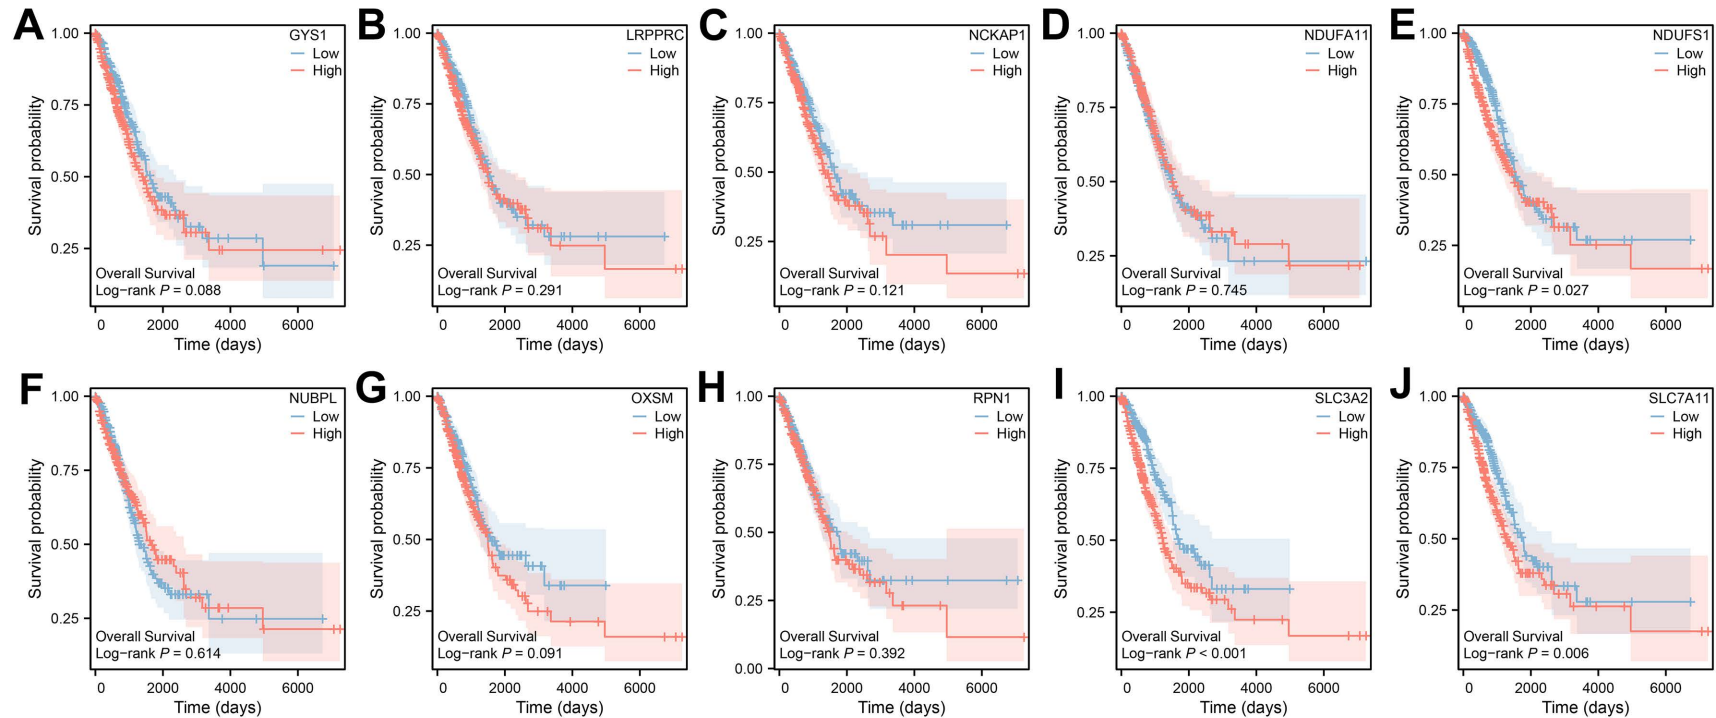 A
GYS1
Low
High
1.00
0.75
0.50
0.25
Survival probability
Overall Survival
Log-rank P = 0.088
0 2000 4000 6000
Time (days)
B
LRPPRC
Low
High
1.00
0.75
0.50
0.25
Survival probability
Overall Survival
Log-rank P = 0.291
0 2000 4000 6000
Time (days)
C
NCKAP1
Low
High
1.00
0.75
0.50
0.25
Survival probability
Overall Survival
Log-rank P = 0.121
0 2000 4000 6000
Time (days)
D
NDUFA11
Low
High
1.00
0.75
0.50
0.25
Survival probability
Overall Survival
Log-rank P = 0.745
0 2000 4000 6000
Time (days)
E
NDUFS1
Low
High
1.00
0.75
0.50
0.25
Survival probability
Overall Survival
Log-rank P = 0.027
0 2000 4000 6000
Time (days)
F
NUBPL
Low
High
1.00
0.75
0.50
0.25
Survival probability
Overall Survival
Log-rank P = 0.614
0 2000 4000 6000
Time (days)
G
OXSM
Low
High
1.00
0.75
0.50
0.25
Survival probability
Overall Survival
Log-rank P = 0.091
0 2000 4000 6000
Time (days)
H
RPN1
Low
High
1.00
0.75
0.50
0.25
0.00
Survival probability
Overall Survival
Log-rank P = 0.392
0 2000 4000 6000
Time (days)
I
SLC3A2
Low
High
1.00
0.75
0.50
0.25
Survival probability
Overall Survival
Log-rank P < 0.001
0 2000 4000 6000
Time (days)
J
SLC7A11
Low
High
1.00
0.75
0.50
0.25
Survival probability
Overall Survival
Log-rank P = 0.006
0 2000 4000 6000
Time (days)